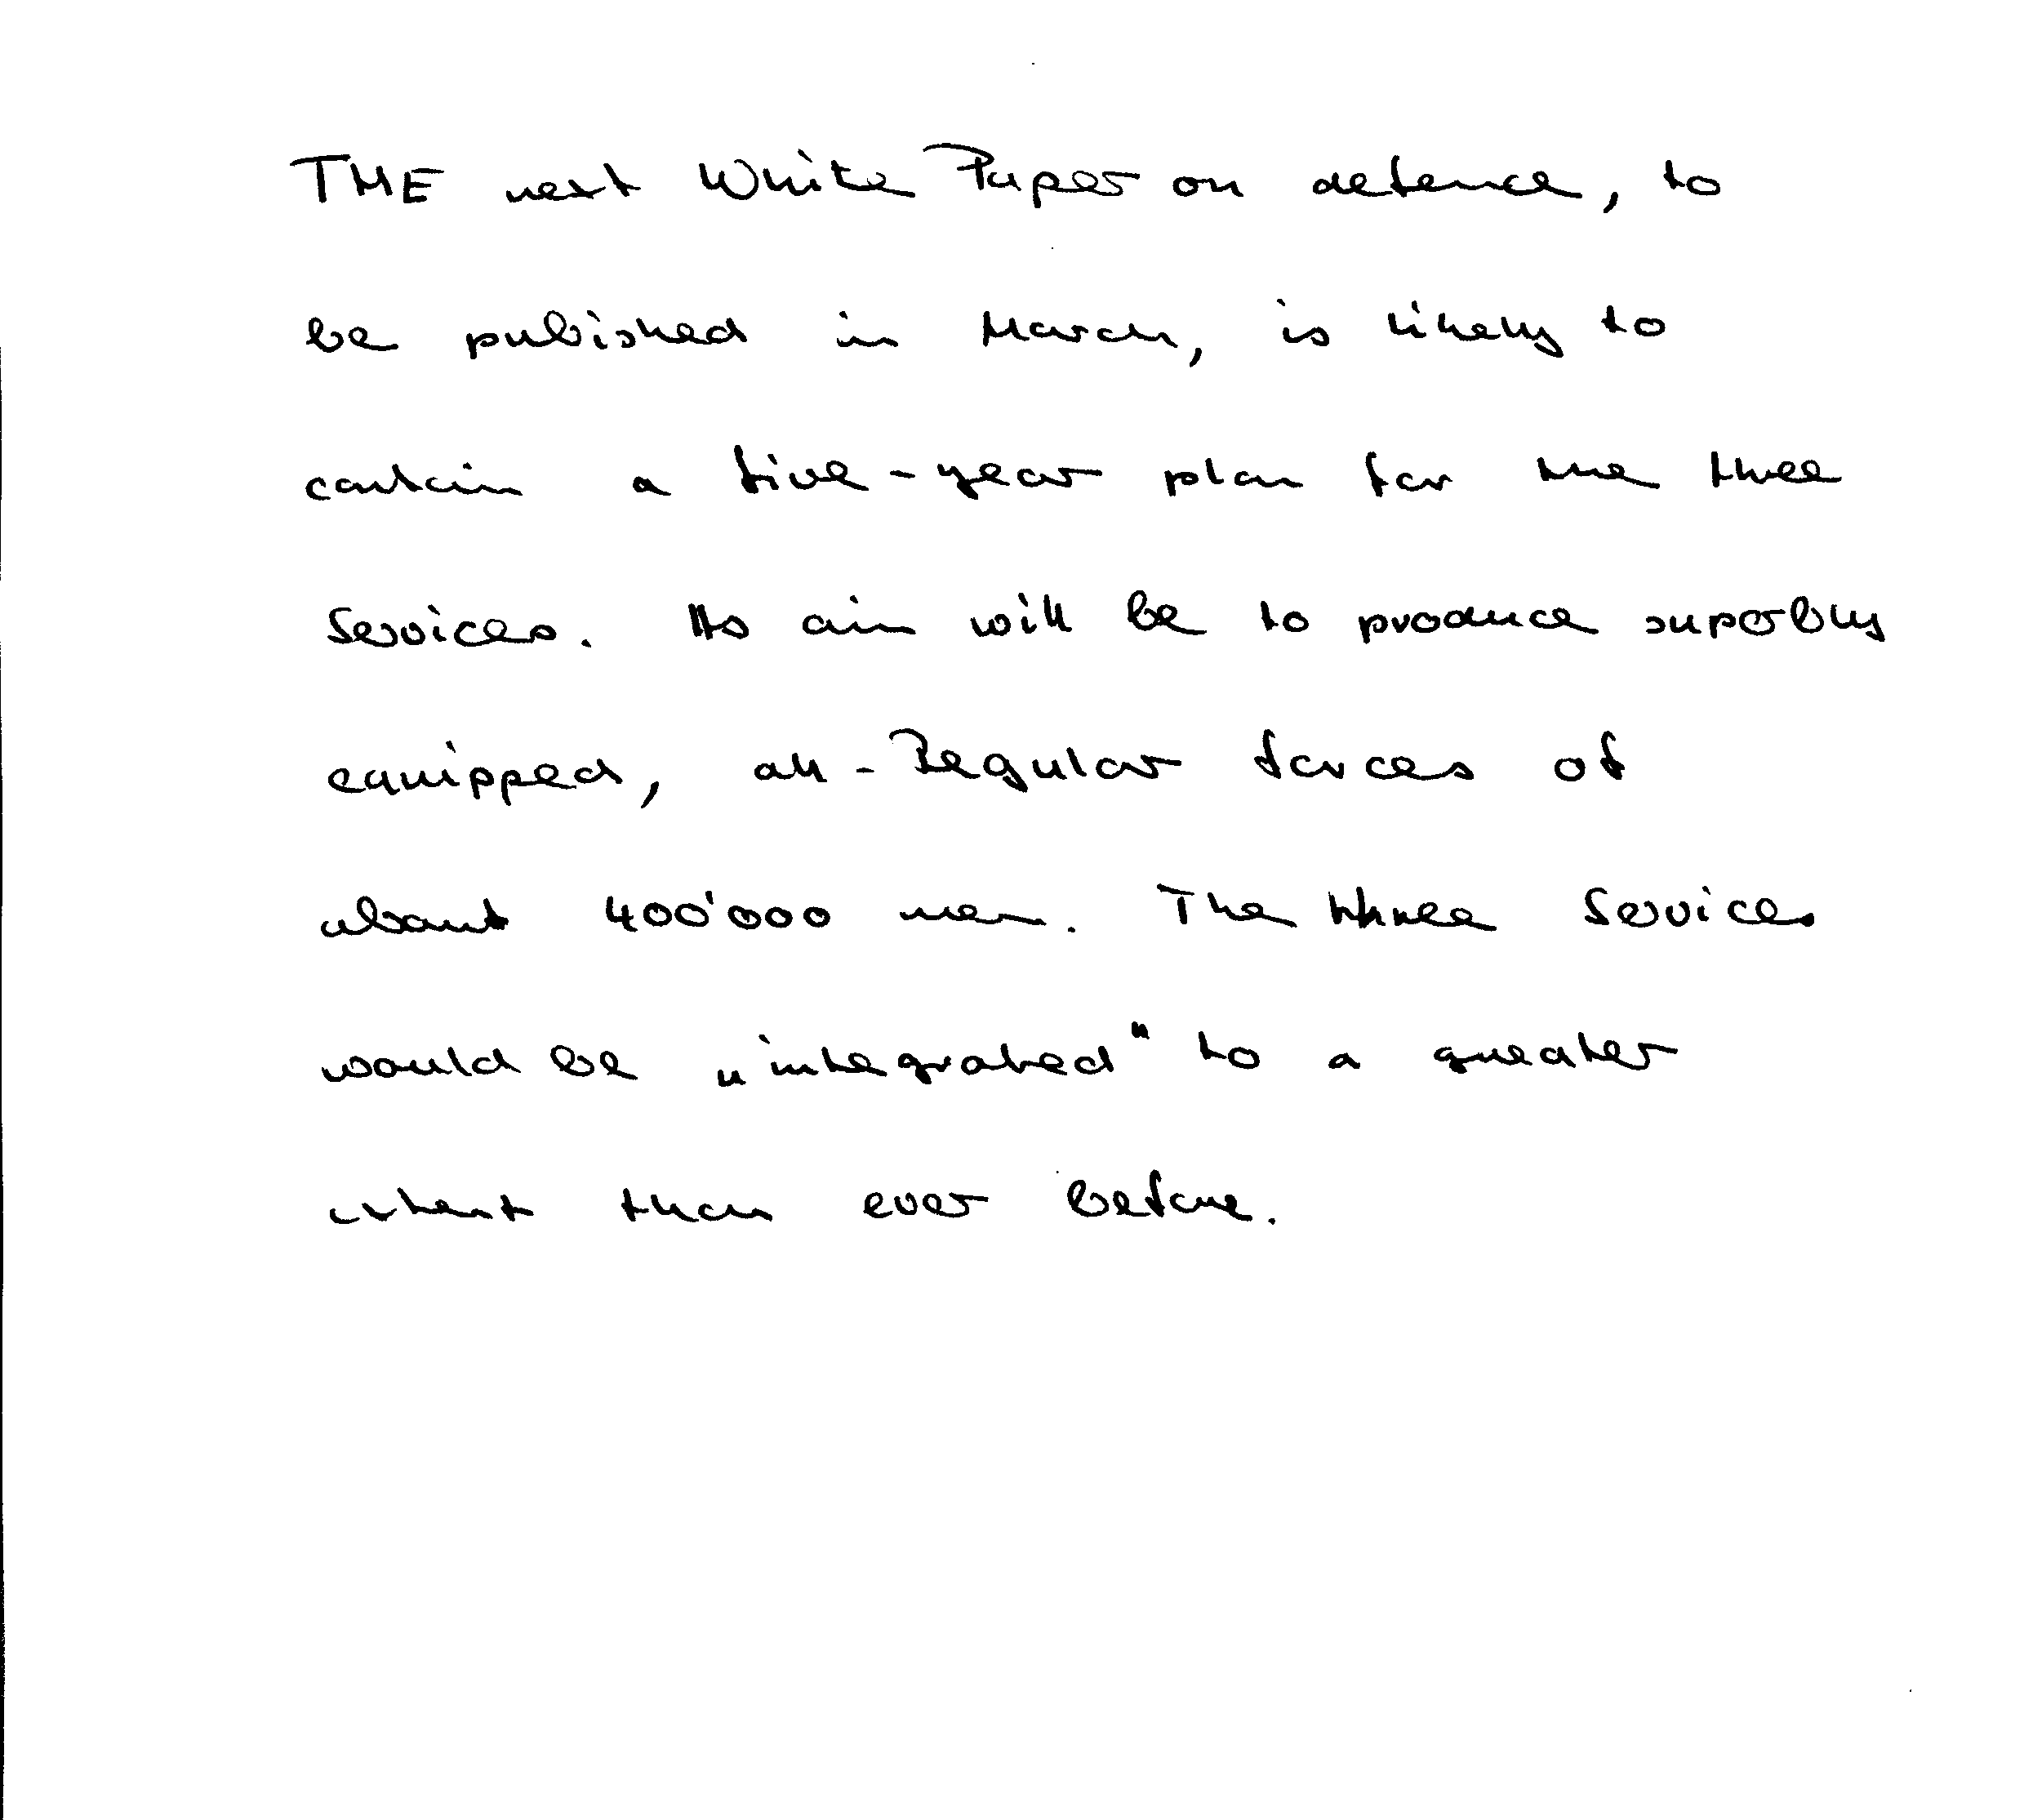 THE next White Paper on defence, to
be pubished in March, is likely to
contain a five-year plan for the three
Services. Its aim will be to produce superbly
equipped, all-Regular forces of
about 400'000 men. The three Services
would be „integrated" to a greater
extent than ever before.